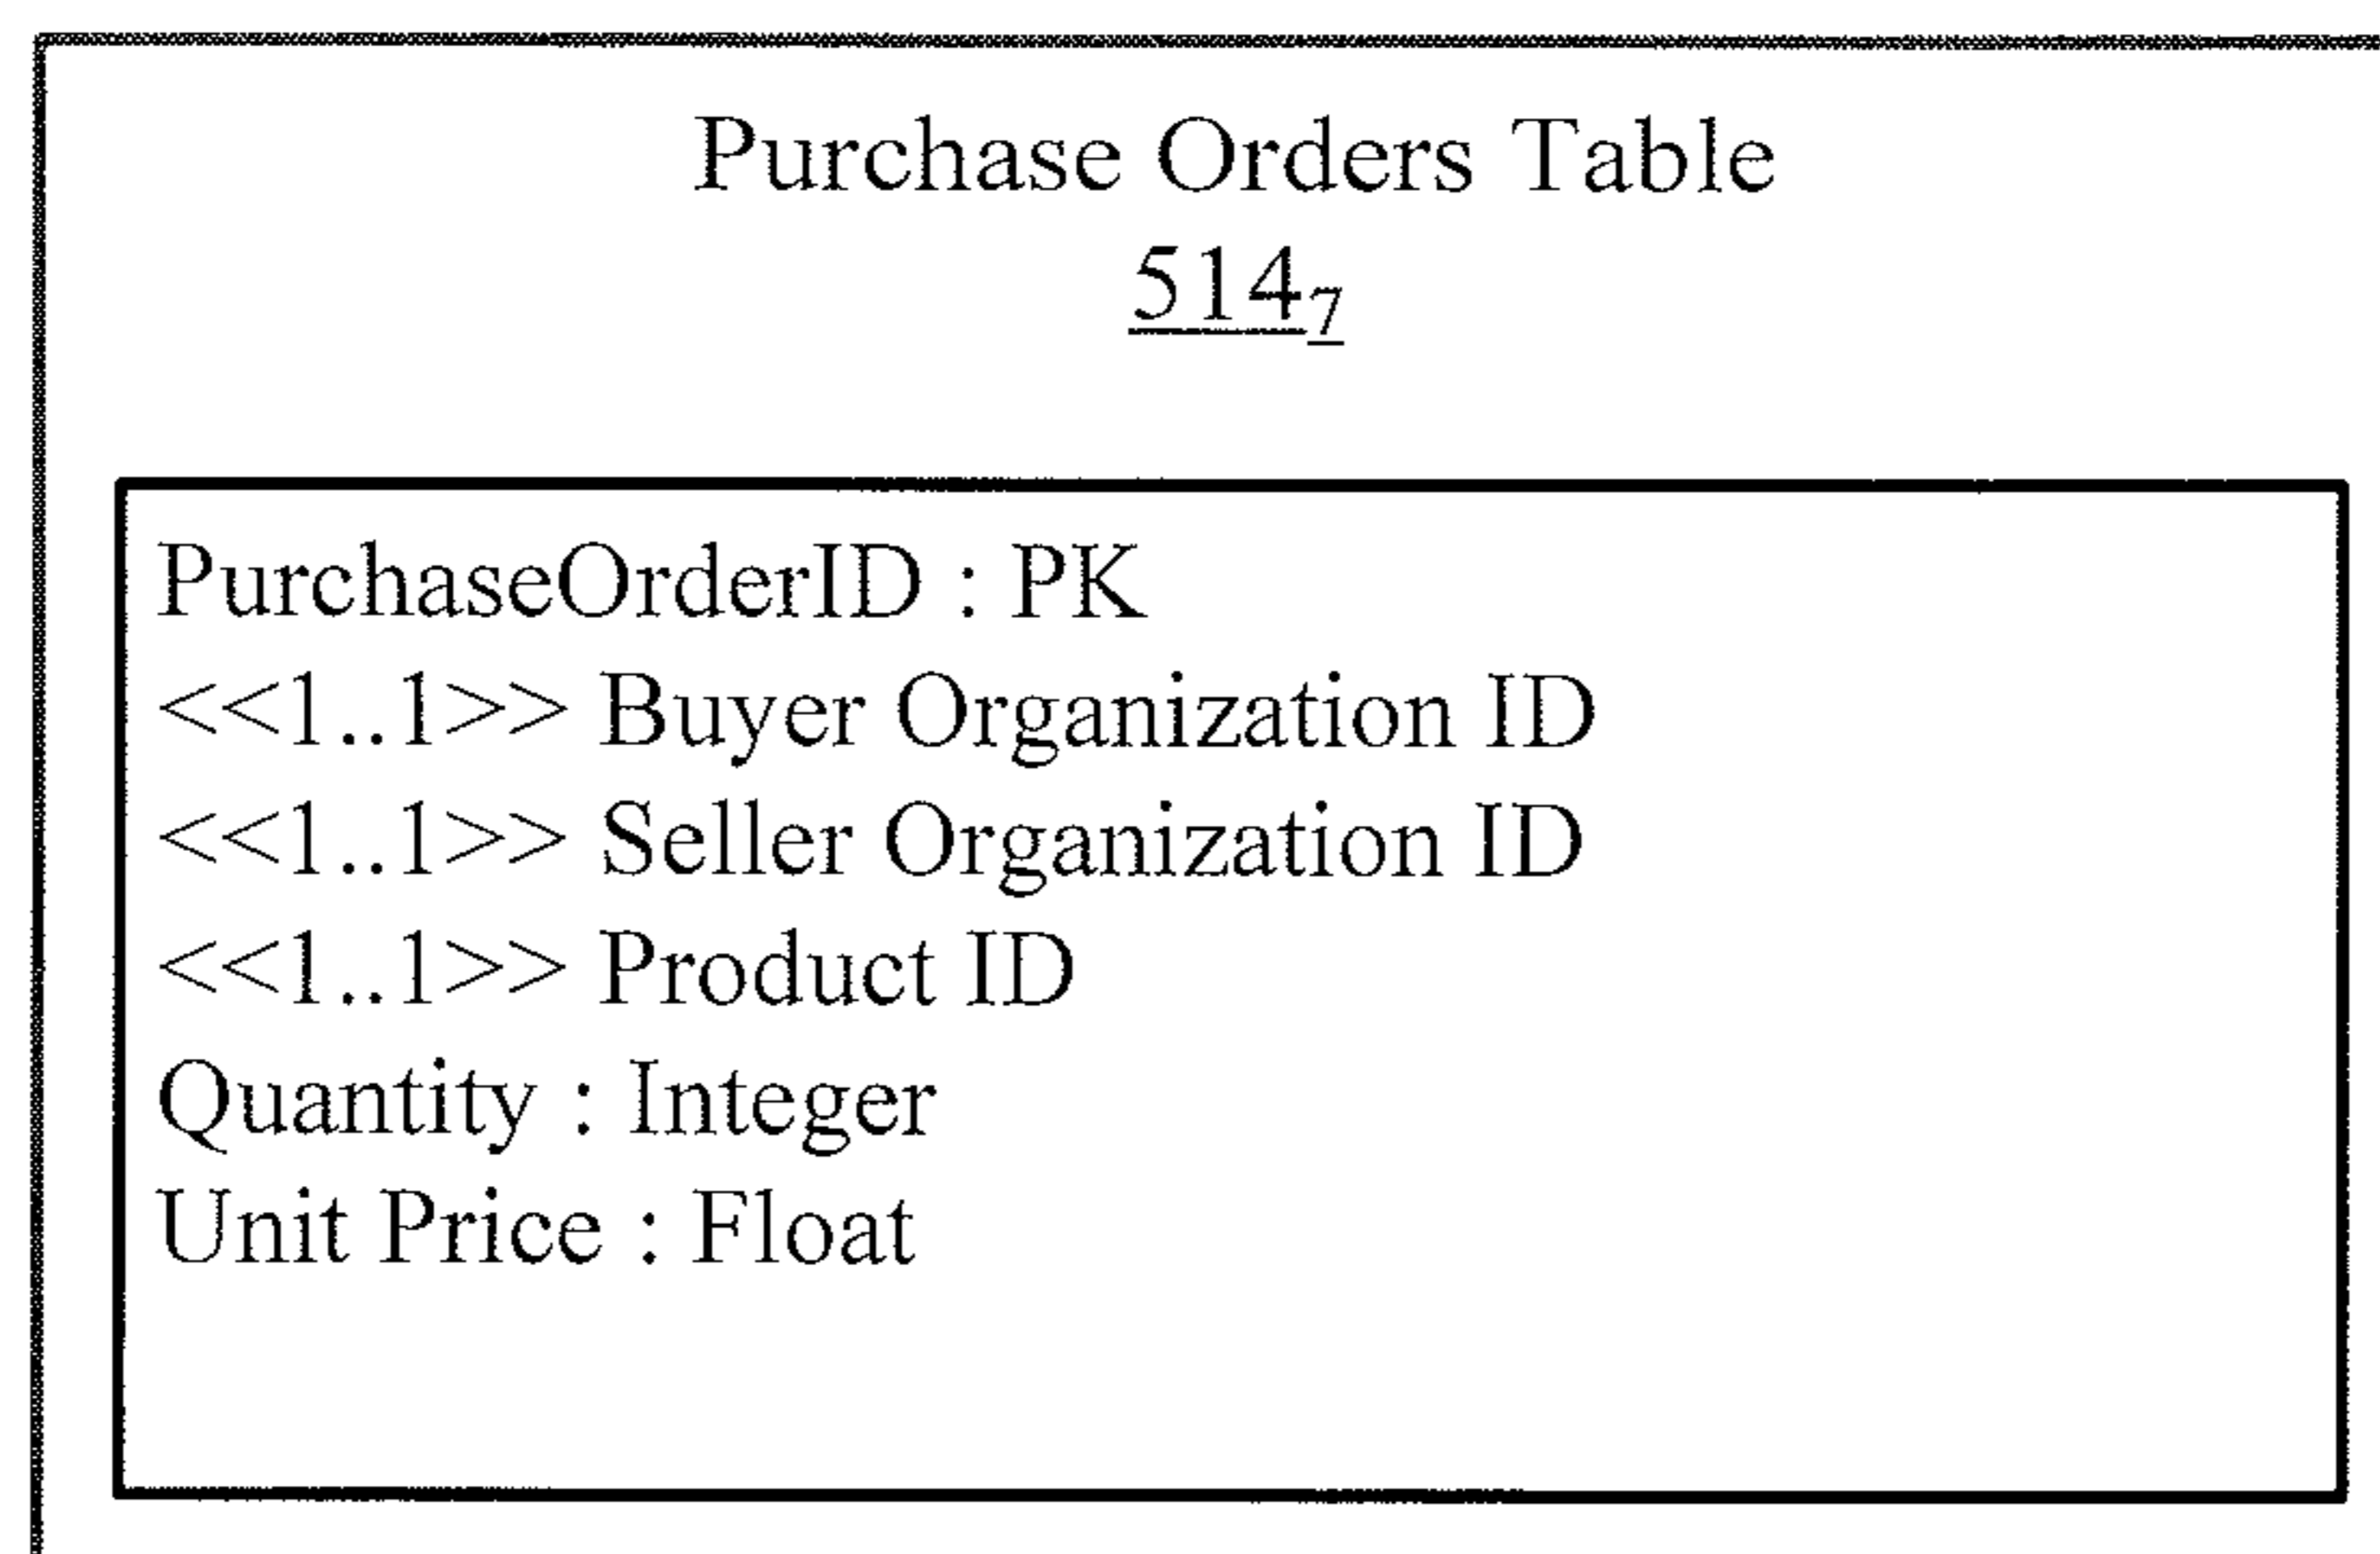 Purchase Orders Table
514₇
PurchaseOrderID : PK
<<1..1>> Buyer Organization ID
<<1..1>> Seller Organization ID
<<1..1>> Product ID
Quantity : Integer
Unit Price : Float